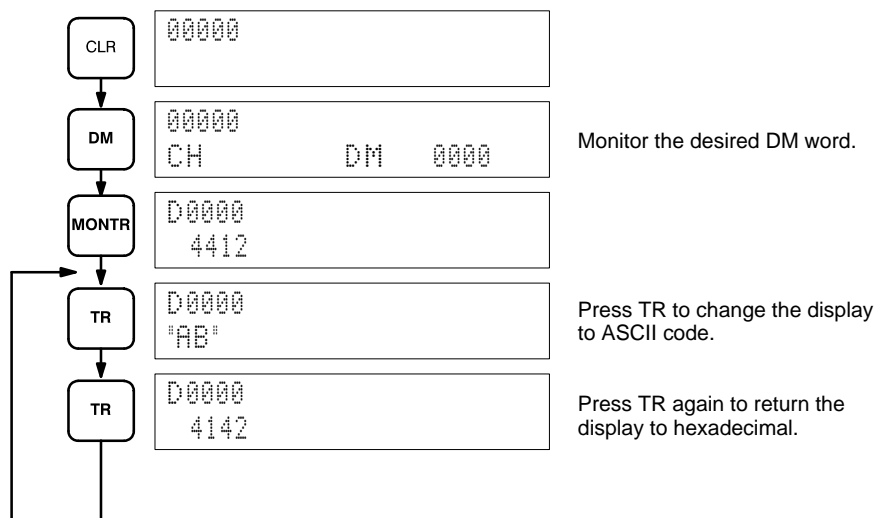 CLR
00000
DM
00000
CH DM 0000
Monitor the desired DM word.
MONTR
D0000
4412
TR
D0000
"AB"
Press TR to change the display
to ASCII code.
TR
D0000
4142
Press TR again to return the
display to hexadecimal.